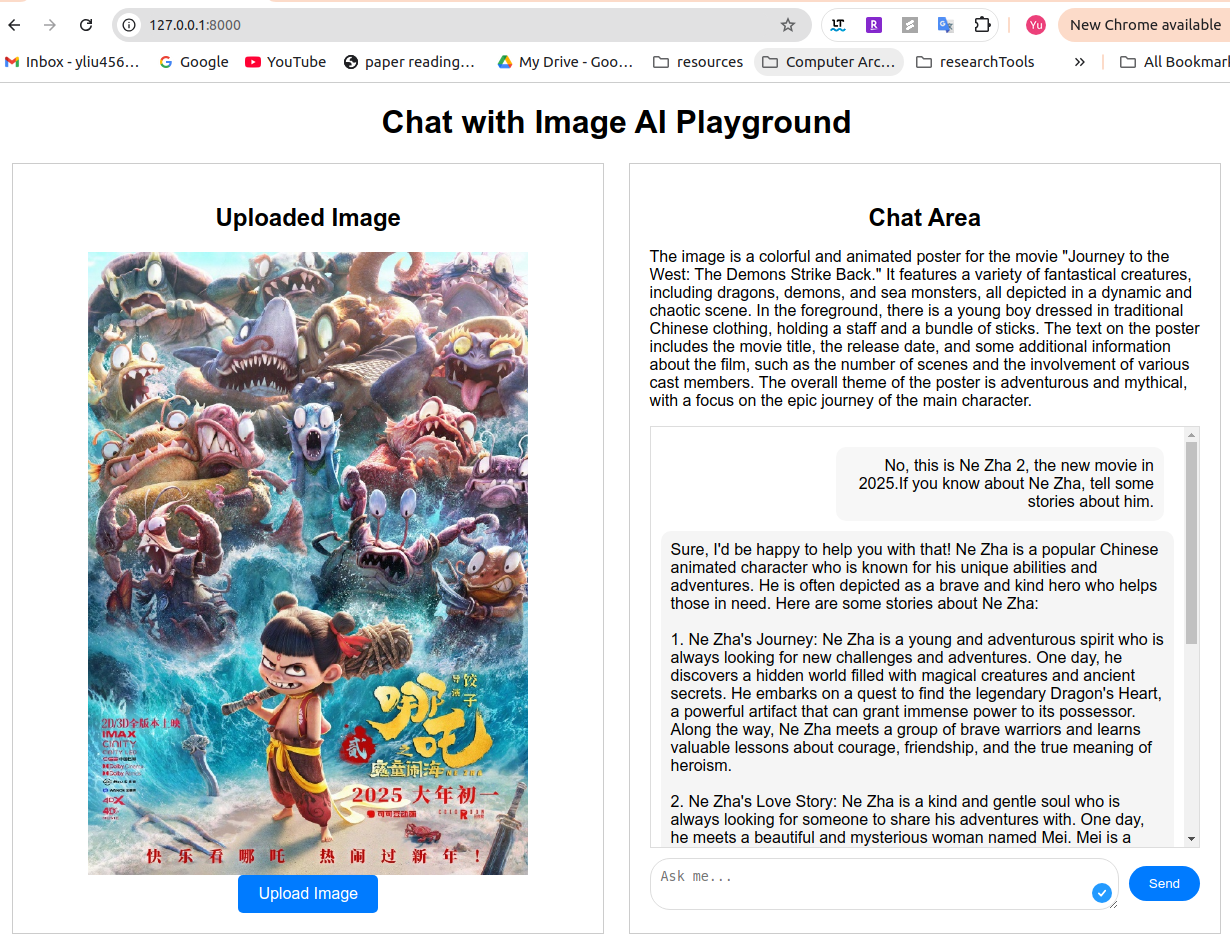 127.0.0.1:8000
Yu
New Chrome available
Inbox - yliu456...
Google
YouTube
paper reading...
My Drive - Goo...
resources
Computer Arc...
researchTools
»
All Bookmar
Chat with Image AI Playground
Uploaded Image
导演 饺子
哪吒
贰
之
魔童闹海
NE ZHA
2D/3D全版本上映
IMAX
CINITY
2025 大年初一
可可豆动画
快乐看哪吒 热闹过新年!
Upload Image
Chat Area
The image is a colorful and animated poster for the movie "Journey to the
West: The Demons Strike Back." It features a variety of fantastical creatures,
including dragons, demons, and sea monsters, all depicted in a dynamic and
chaotic scene. In the foreground, there is a young boy dressed in traditional
Chinese clothing, holding a staff and a bundle of sticks. The text on the poster
includes the movie title, the release date, and some additional information
about the film, such as the number of scenes and the involvement of various
cast members. The overall theme of the poster is adventurous and mythical,
with a focus on the epic journey of the main character.
No, this is Ne Zha 2, the new movie in
2025.If you know about Ne Zha, tell some
stories about him.
Sure, I'd be happy to help you with that! Ne Zha is a popular Chinese
animated character who is known for his unique abilities and
adventures. He is often depicted as a brave and kind hero who helps
those in need. Here are some stories about Ne Zha:
1. Ne Zha's Journey: Ne Zha is a young and adventurous spirit who is
always looking for new challenges and adventures. One day, he
discovers a hidden world filled with magical creatures and ancient
secrets. He embarks on a quest to find the legendary Dragon's Heart,
a powerful artifact that can grant immense power to its possessor.
Along the way, Ne Zha meets a group of brave warriors and learns
valuable lessons about courage, friendship, and the true meaning of
heroism.
2. Ne Zha's Love Story: Ne Zha is a kind and gentle soul who is
always looking for someone to share his adventures with. One day,
he meets a beautiful and mysterious woman named Mei. Mei is a
Ask me...
Send